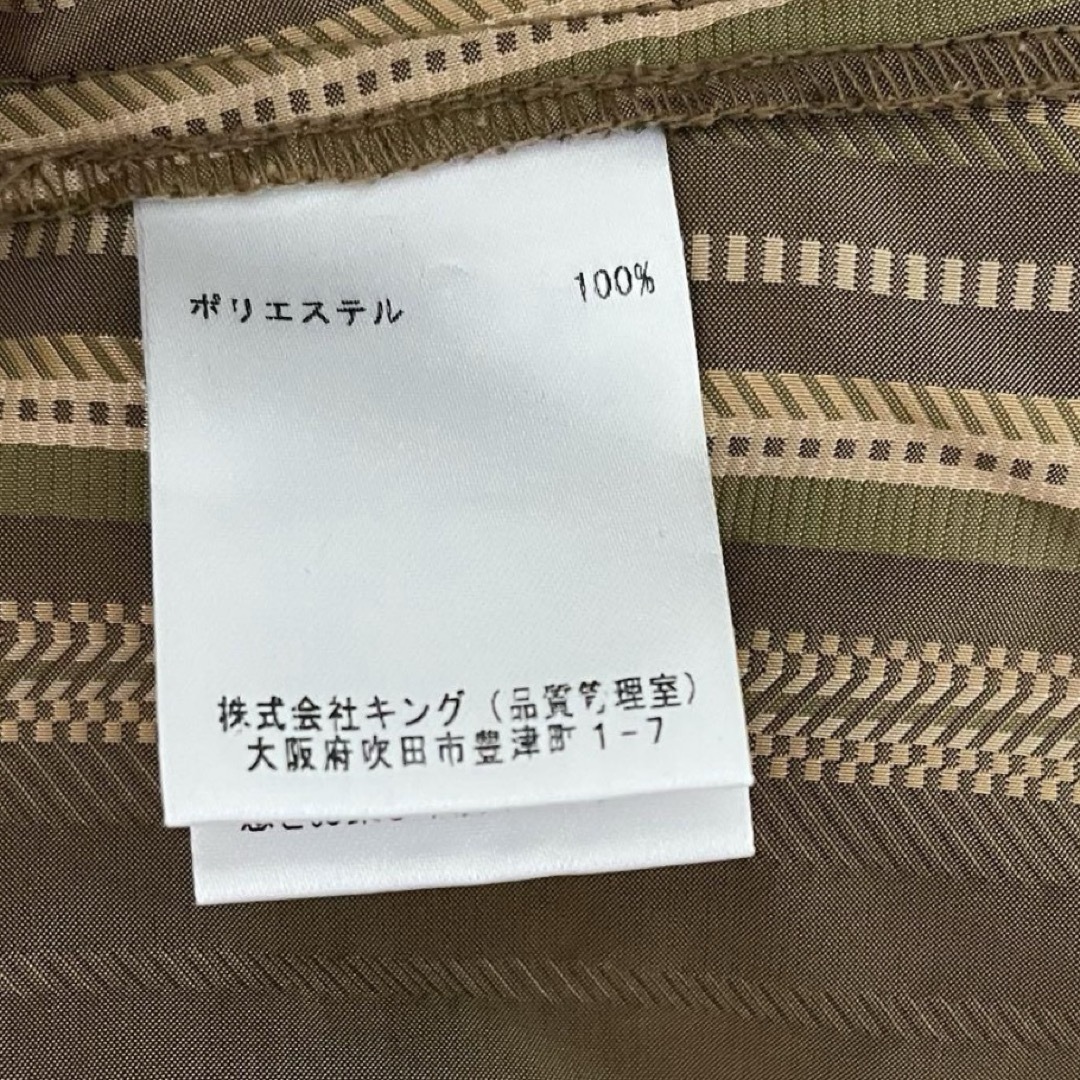 ポリエステル 100%
株式会社キング（品質管理室）
大阪府吹田市豊津町1-7